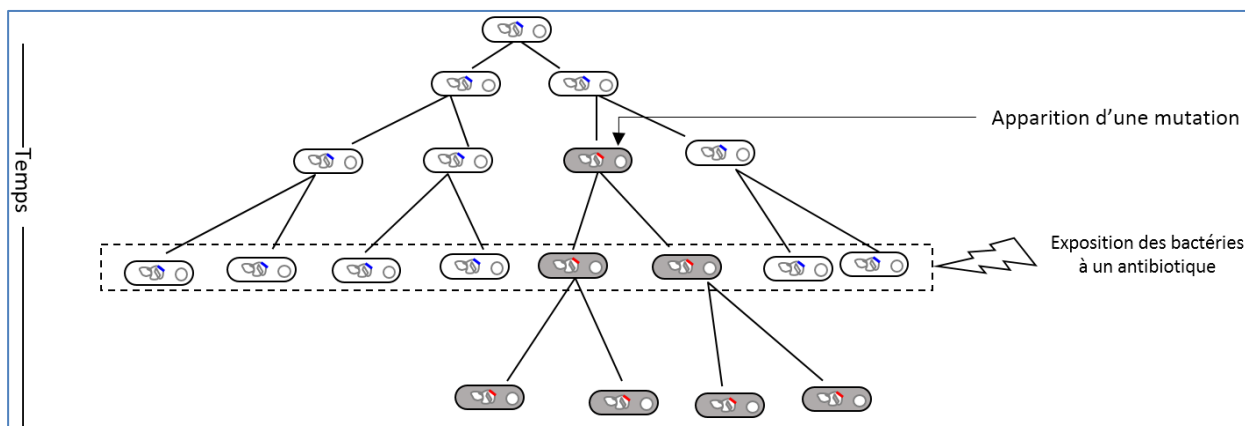 Temps
Apparition d’une mutation
Exposition des bactéries
à un antibiotique